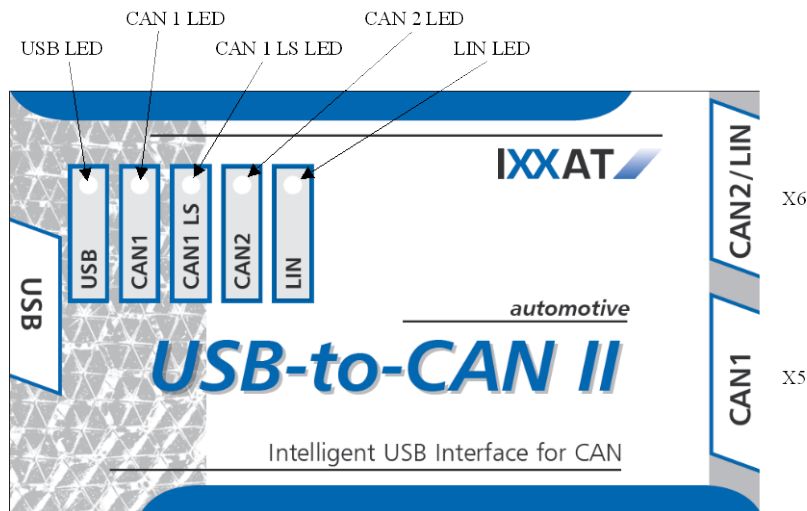 CAN 1 LED
CAN 2 LED
USB LED
CAN 1 LS LED
LIN LED
IXXAT
CAN2/LIN
X6
USB
CAN1
CAN1 LS
CAN2
LIN
USB
automotive
USB-to-CAN II
CAN1
X5
Intelligent USB Interface for CAN